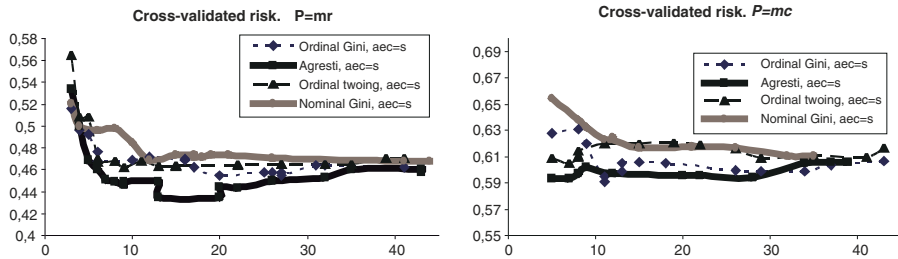 Cross-validated risk. P=mr
0,58
0,56
0,54
0,52
0,5
0,48
0,46
0,44
0,42
0,4
0
10
20
30
40
Ordinal Gini, aec=s
Agresti, aec=s
Ordinal twoing, aec=s
Nominal Gini, aec=s
Cross-validated risk. P=mc
0,69
0,67
0,65
0,63
0,61
0,59
0,57
0,55
0
10
20
30
40
Ordinal Gini, aec=s
Agresti, aec=s
Ordinal twoing, aec=s
Nominal Gini, aec=s